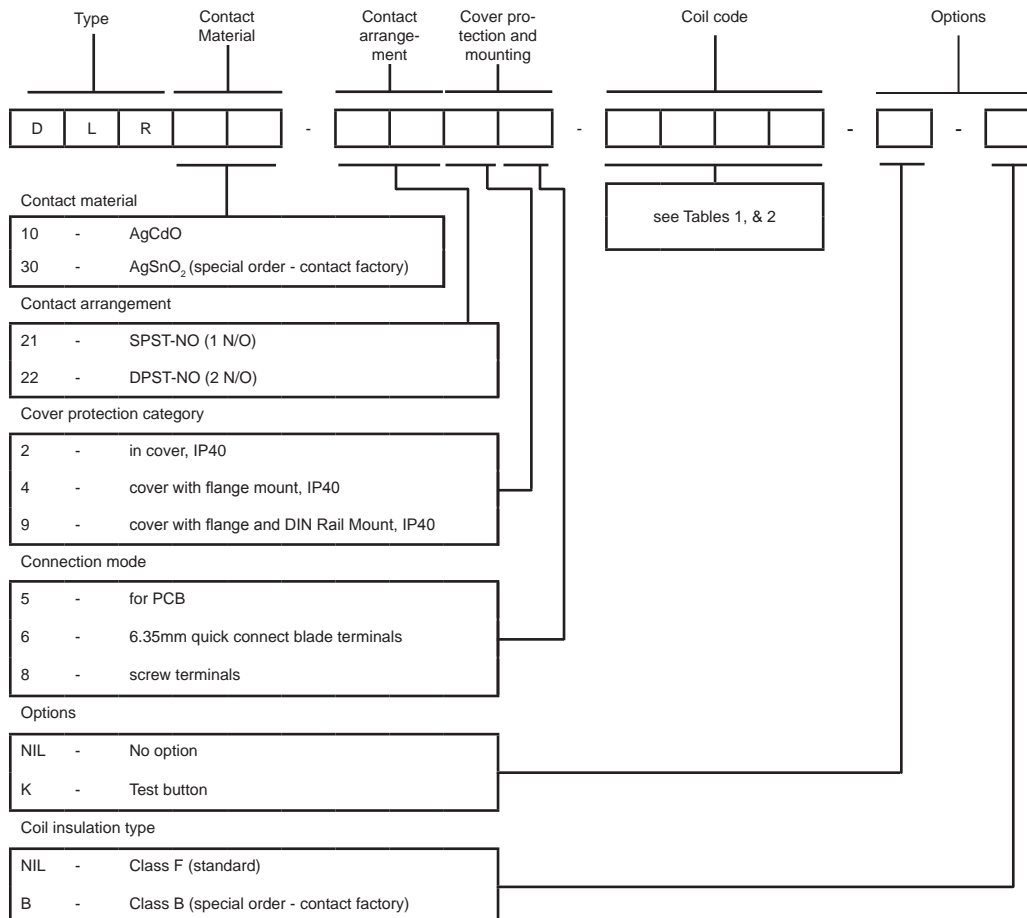 Type
Contact
Material
Contact
arrange-
ment
Cover pro-
tection and
mounting
Coil code
Options
D L R - - - -
Contact material
10 - AgCdO
30 - AgSnO2 (special order - contact factory)
see Tables 1, & 2
Contact arrangement
21 - SPST-NO (1 N/O)
22 - DPST-NO (2 N/O)
Cover protection category
2 - in cover, IP40
4 - cover with flange mount, IP40
9 - cover with flange and DIN Rail Mount, IP40
Connection mode
5 - for PCB
6 - 6.35mm quick connect blade terminals
8 - screw terminals
Options
NIL - No option
K - Test button
Coil insulation type
NIL - Class F (standard)
B - Class B (special order - contact factory)